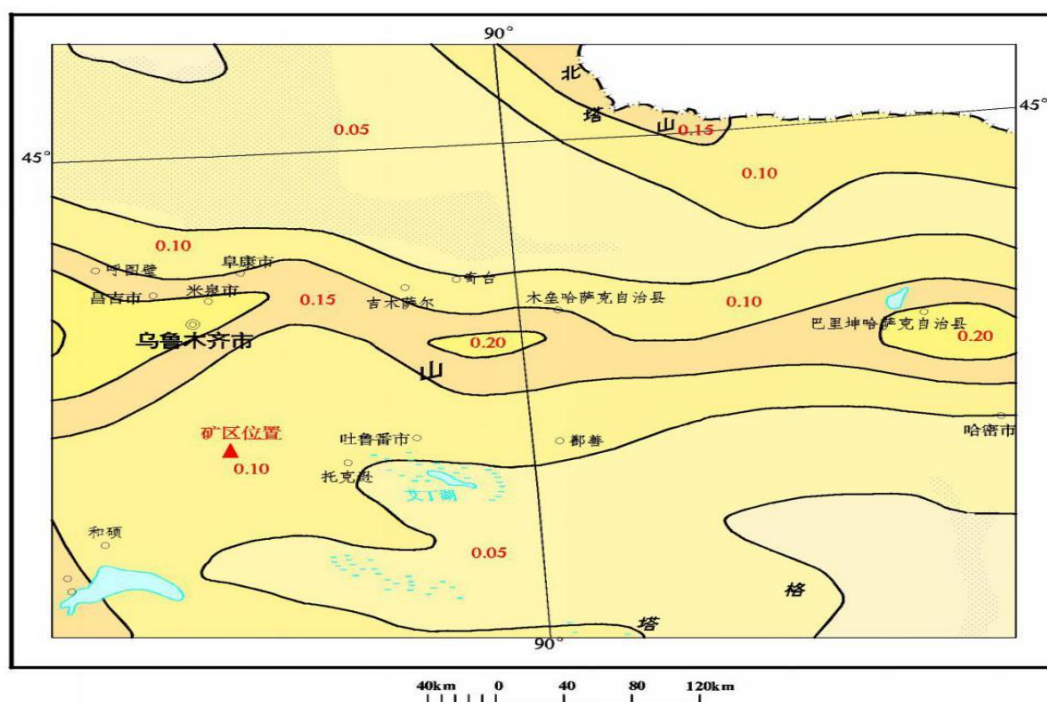 90°
北
塔
山
45°
0.15
0.05
45°
0.10
0.10
呼图壁
阜康市
奇台
昌吉市
米泉市
0.15
吉木萨尔
木垒哈萨克自治县
0.10
巴里坤哈萨克自治县
乌鲁木齐市
0.20
0.20
山
矿区位置
吐鲁番市
鄯善
哈密市
0.10
托克逊
艾丁湖
和硕
0.05
格
塔
90°
40km 0 40 80 120km